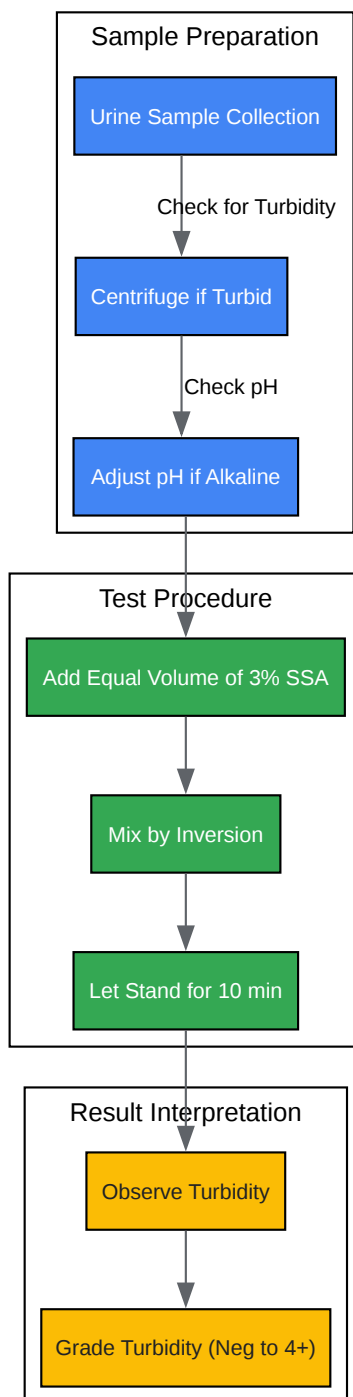 Sample Preparation
Urine Sample Collection
Check for Turbidity
Centrifuge if Turbid
Check pH
Adjust pH if Alkaline
Test Procedure
Add Equal Volume of 3% SSA
Mix by Inversion
Let Stand for 10 min
Result Interpretation
Observe Turbidity
Grade Turbidity (Neg to 4+)